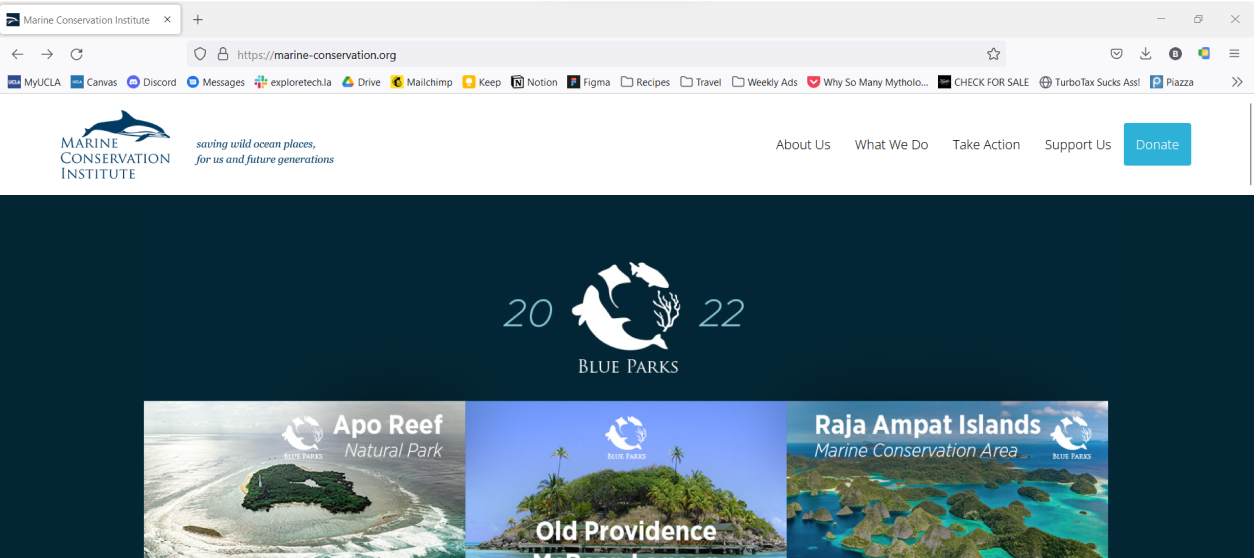 Marine Conservation Institute
https://marine-conservation.org
MyUCLA Canvas Discord Messages exploretech.la Drive Mailchimp Keep Notion Figma Recipes Travel Weekly Ads Why So Many Mytholo... CHECK FOR SALE TurboTax Sucks Ass! Piazza
MARINE
CONSERVATION
INSTITUTE
saving wild ocean places,
for us and future generations
About Us What We Do Take Action Support Us Donate
20 22
BLUE PARKS
Apo Reef
Natural Park
BLUE PARKS
BLUE PARKS
Old Providence
Raja Ampat Islands
Marine Conservation Area
BLUE PARKS